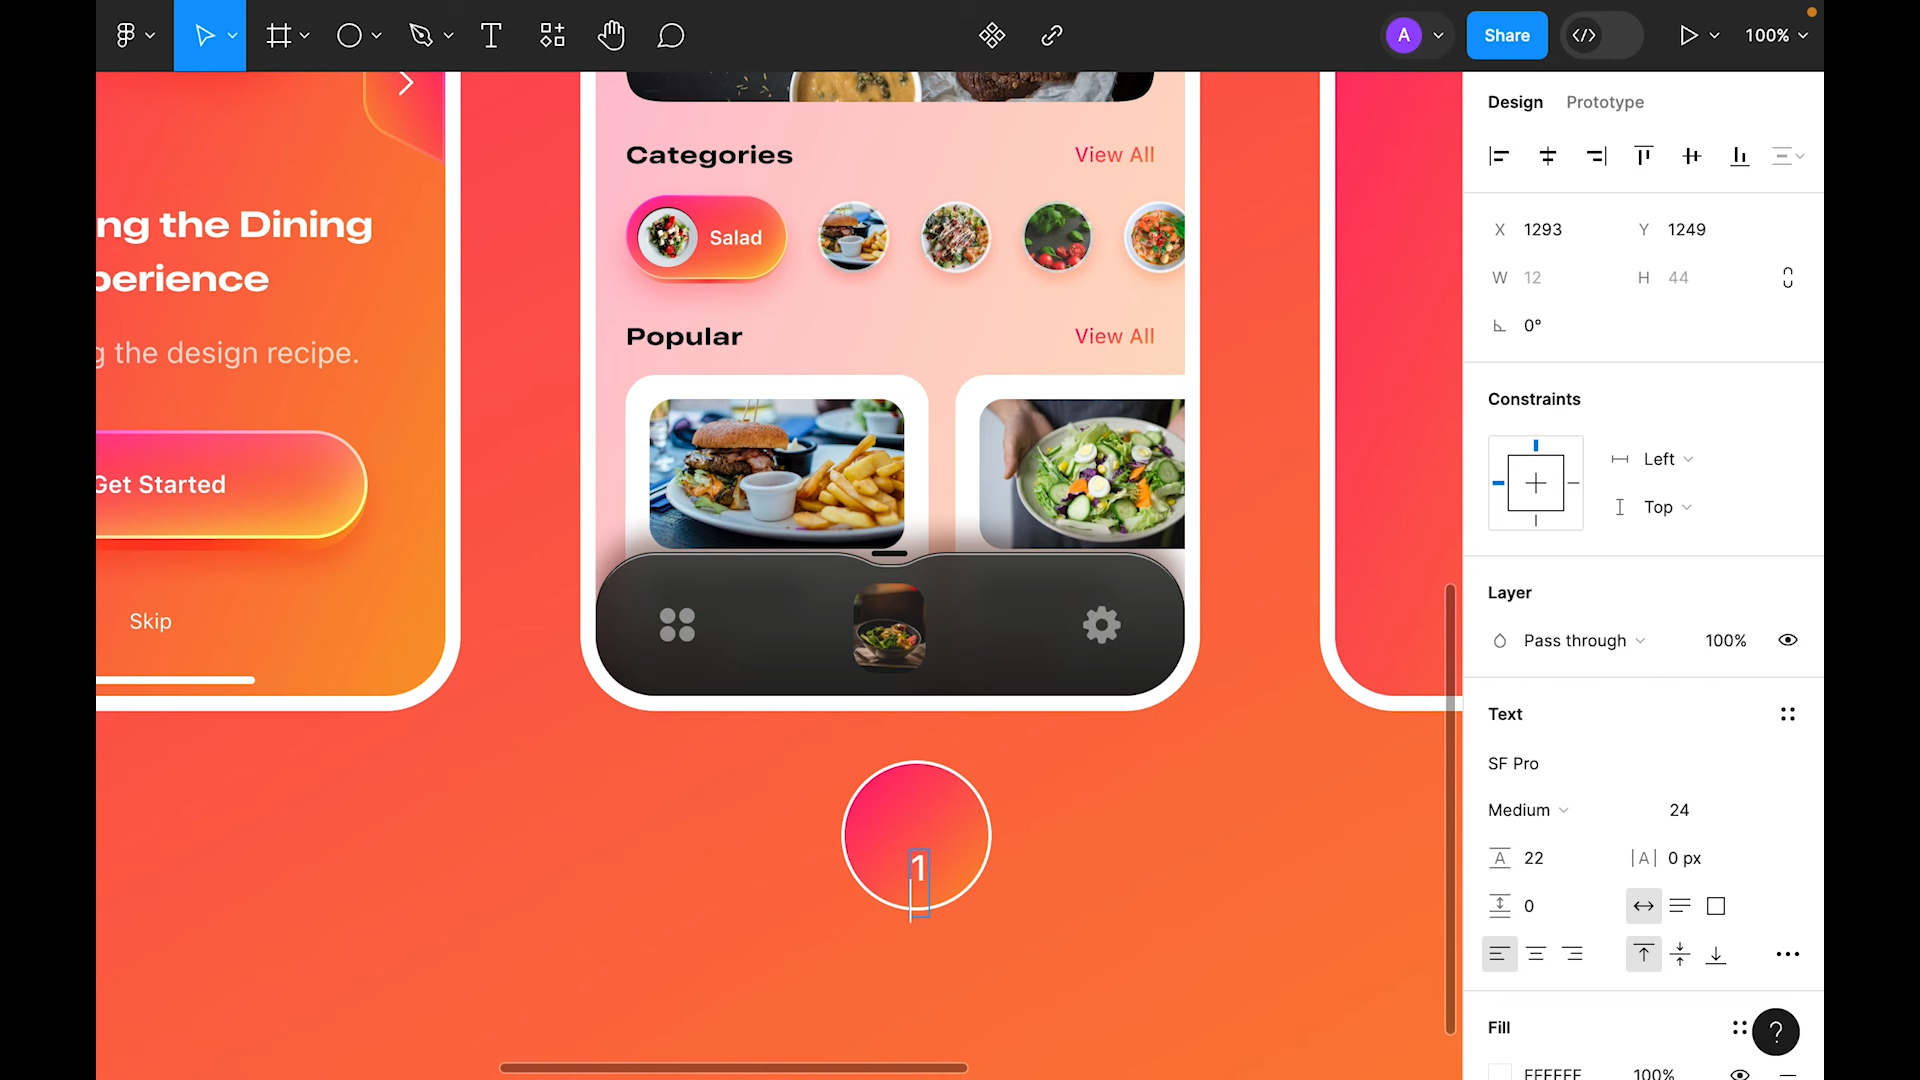 A
Share
100%
Design
Prototype
Categories
View All
Salad
Popular
View All
ng the Dining
perience
g the design recipe.
Get Started
Skip
1
X 1293
Y 1249
W 12
H 44
0°
Constraints
Left
Top
Layer
Pass through
100%
Text
SF Pro
Medium
24
A 22
|A| 0 px
0
Fill
?
FFFFFF
100%